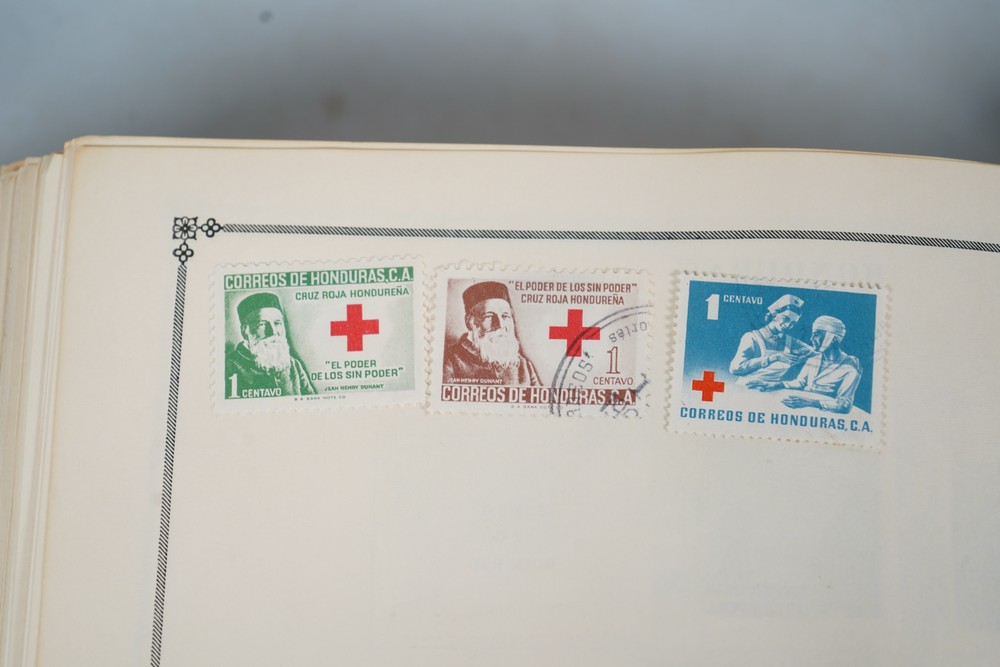 CORREOS DE HONDURAS, C.A.
CRUZ ROJA HONDUREÑA
"EL PODER
DE LOS SIN PODER"
JEAN HENRY DUNANT
1 CENTAVO
"EL PODER DE LOS SIN PODER"
CRUZ ROJA HONDUREÑA
1
CENTAVO
JEAN HENRY DUNANT
CORREOS DE HONDURAS, C.A.
1 CENTAVO
CORREOS DE HONDURAS, C.A.